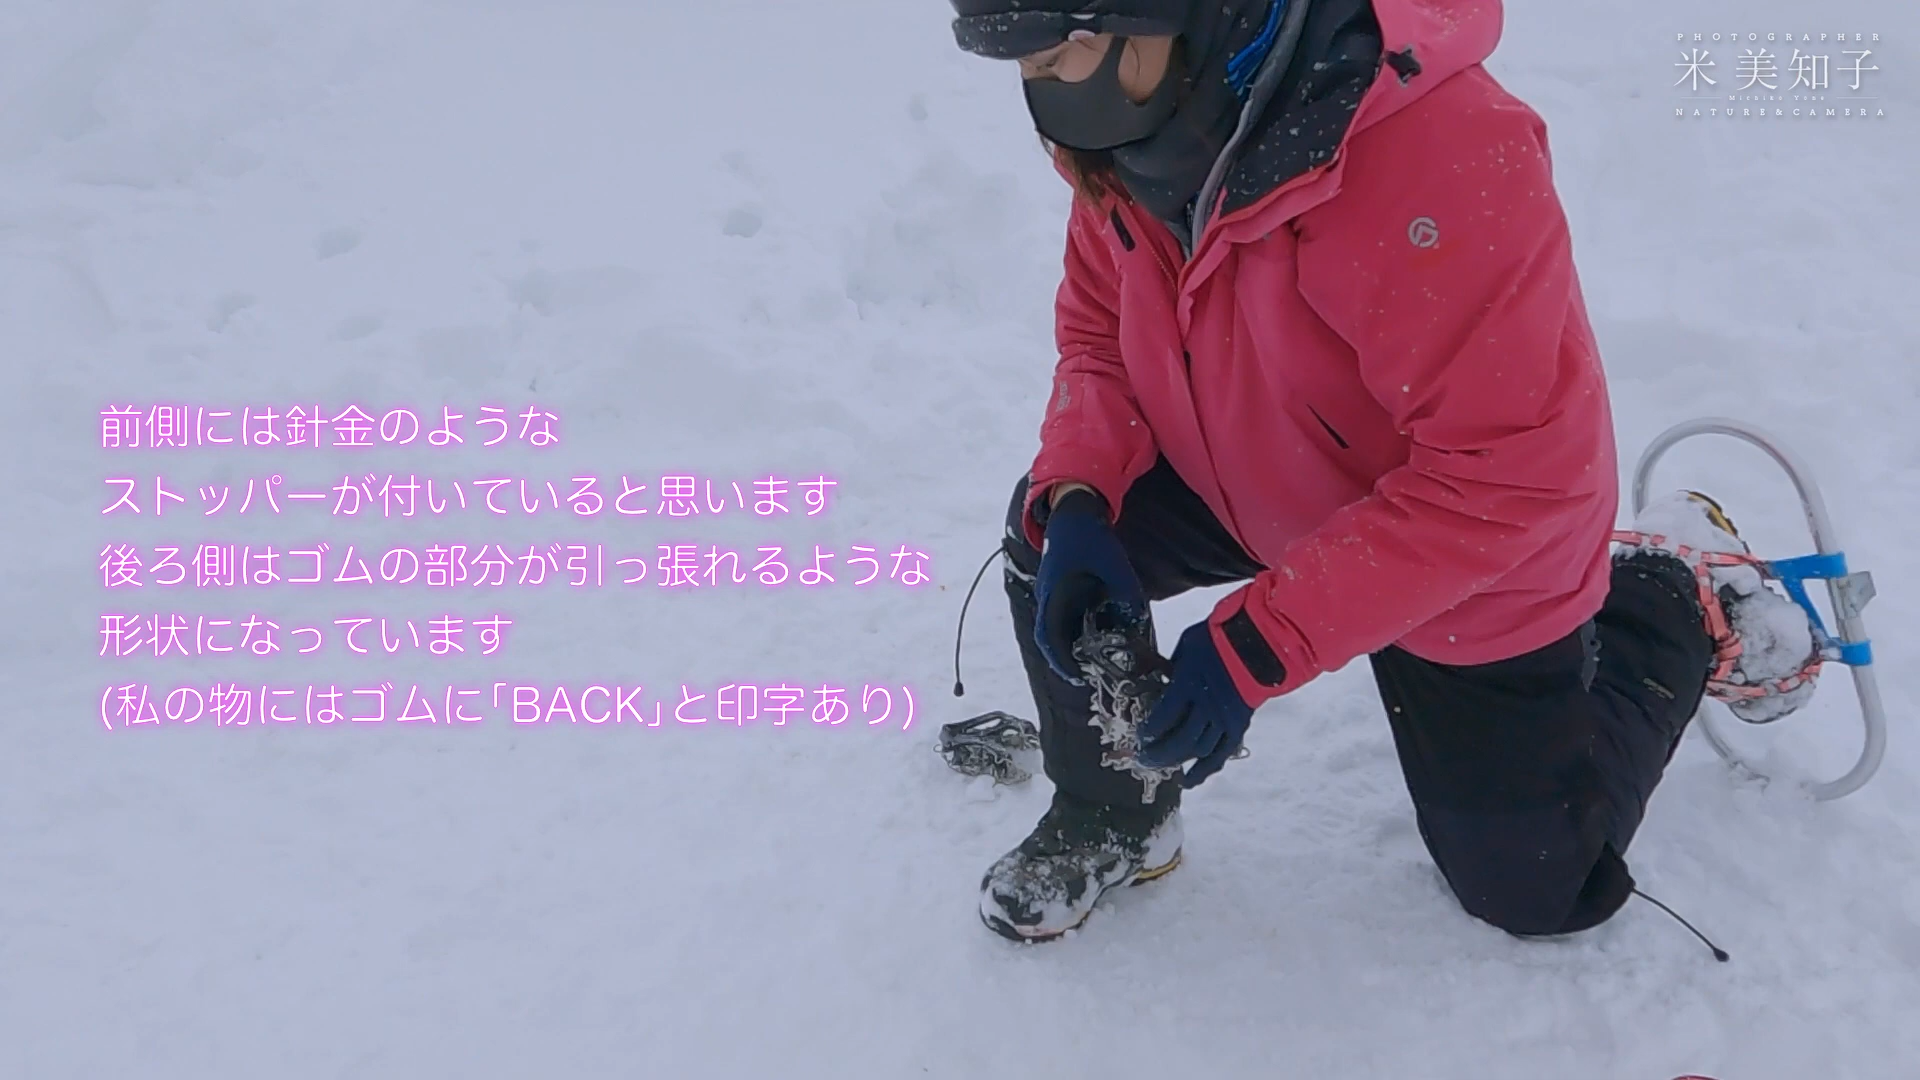 PHOTOGRAPHER
米 美知子
Michiko Yone
NATURE&CAMERA
前側には針金のような
ストッパーが付いていると思います
後ろ側はゴムの部分が引っ張れるような
形状になっています
(私の物にはゴムに｢BACK｣と印字あり)